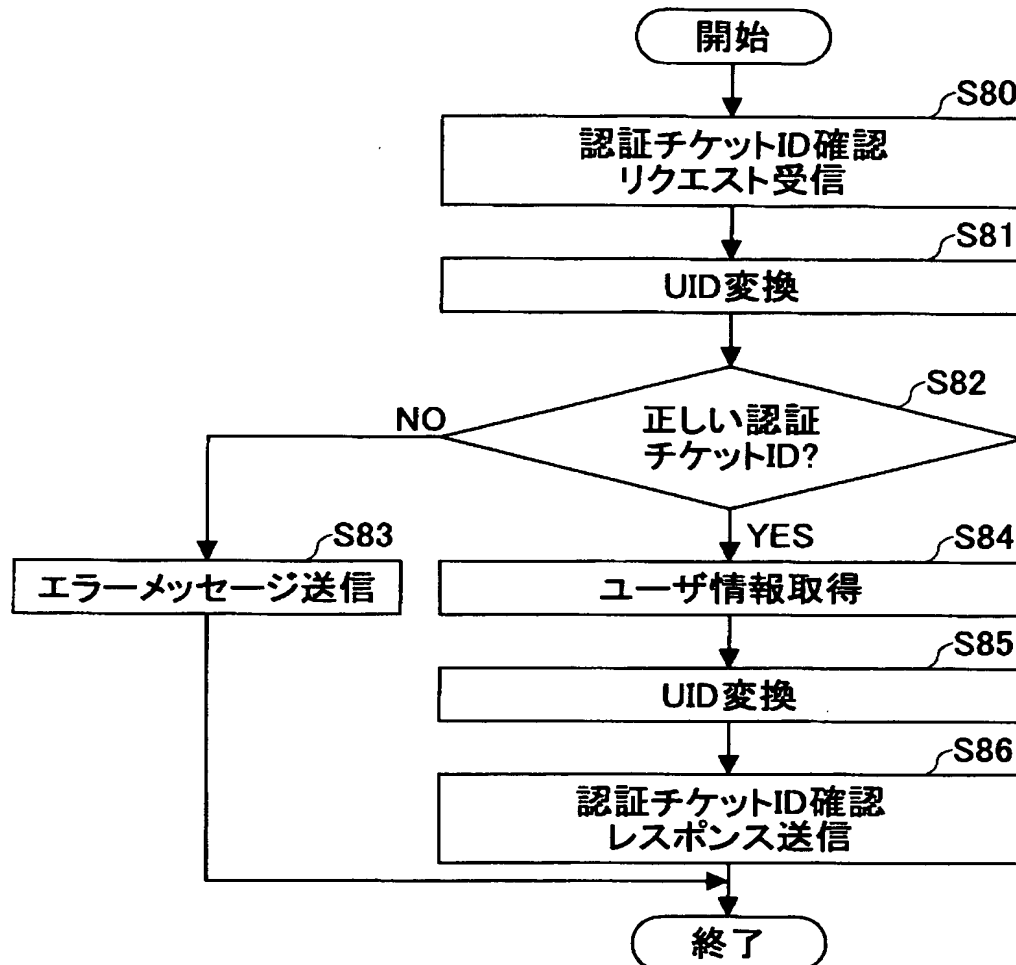 開始
S80
認証チケットID確認
リクエスト受信
S81
UID変換
S82
正しい認証
チケットID?
NO
YES
S83
エラーメッセージ送信
S84
ユーザ情報取得
S85
UID変換
S86
認証チケットID確認
レスポンス送信
終了